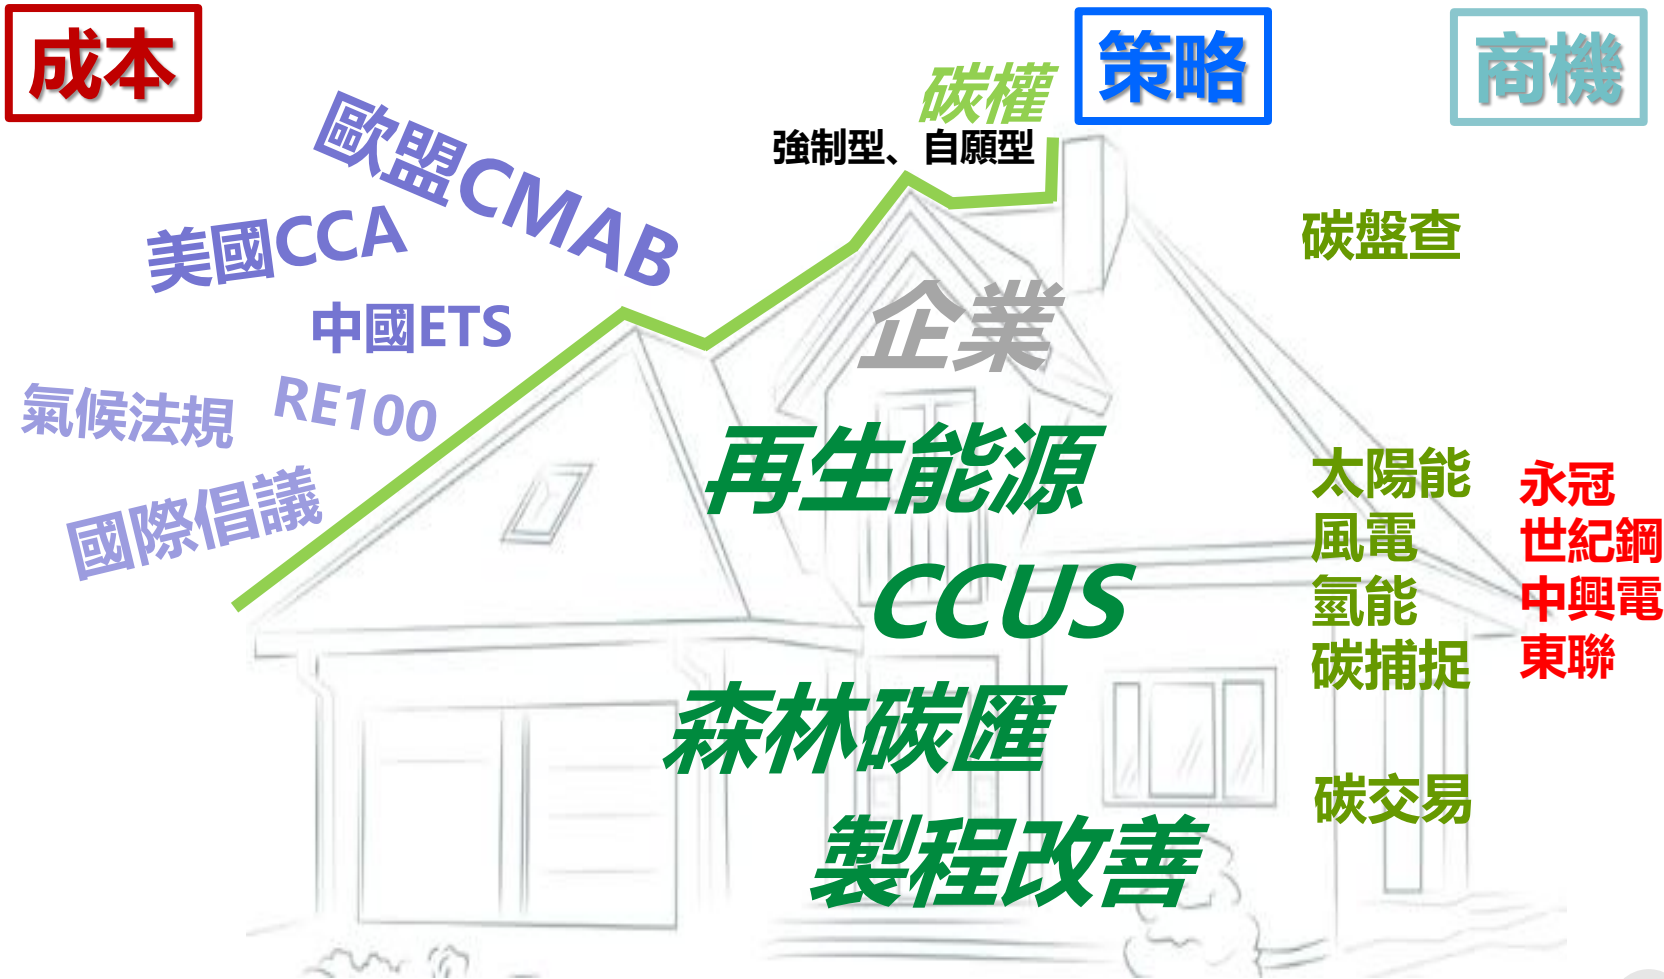 成本
策略
商機
碳權
強制型、自願型
歐盟CMAB
美國CCA
中國ETS
氣候法規
RE100
國際倡議
企業
再生能源
CCUS
森林碳匯
製程改善
碳盤查
太陽能
風電
氫能
碳捕捉
碳交易
永冠
世紀鋼
中興電
東聯